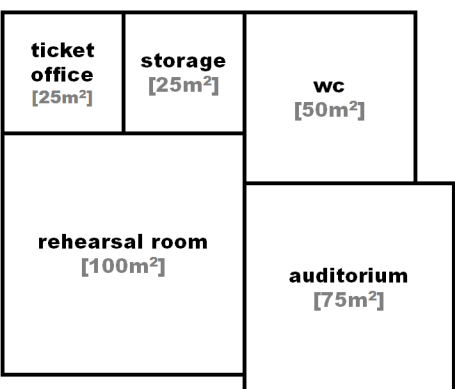 ticket
office
[25m²]
storage
[25m²]
wc
[50m²]
rehearsal room
[100m²]
auditorium
[75m²]